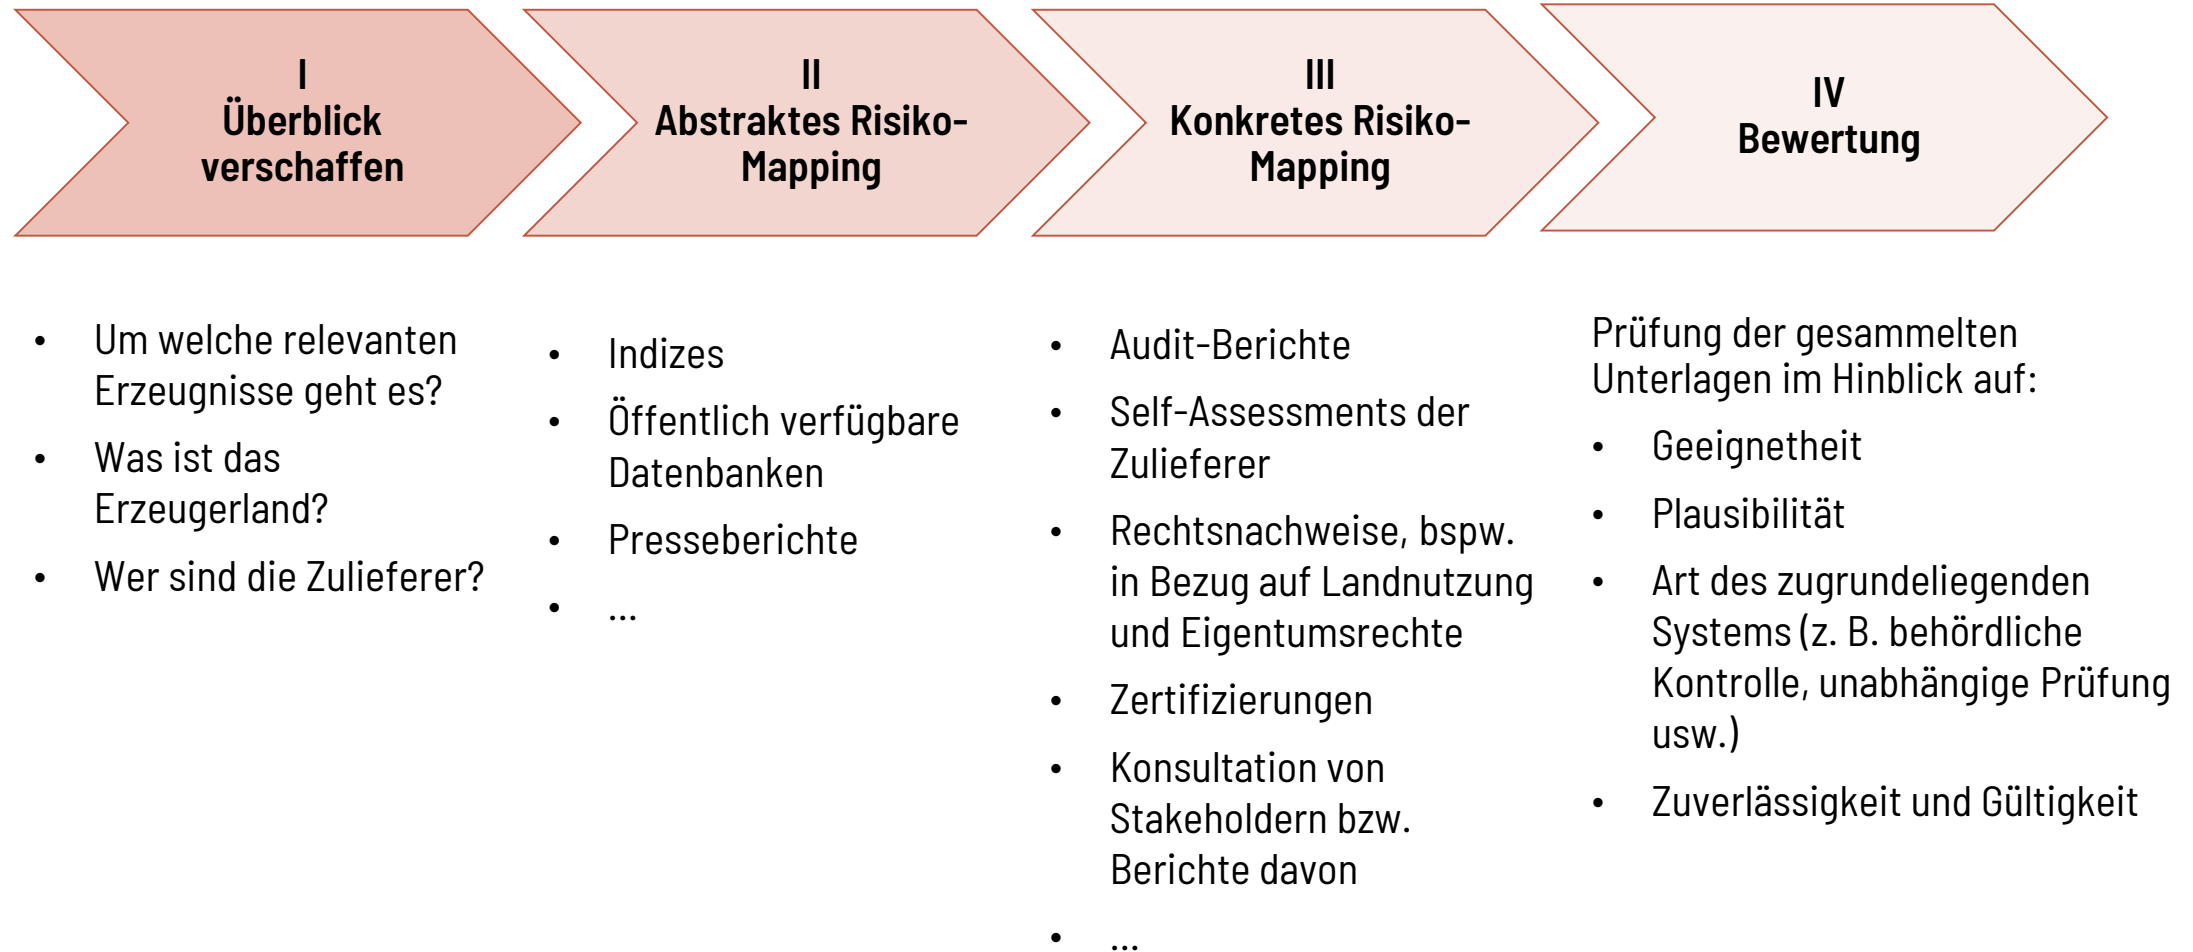 I
Überblick
verschaffen
II
Abstraktes Risiko-
Mapping
III
Konkretes Risiko-
Mapping
IV
Bewertung
• Um welche relevanten
Erzeugnisse geht es?
• Was ist das
Erzeugerland?
• Wer sind die Zulieferer?
• Indizes
• Öffentlich verfügbare
Datenbanken
• Presseberichte
• …
• Audit-Berichte
• Self-Assessments der
Zulieferer
• Rechtsnachweise, bspw.
in Bezug auf Landnutzung
und Eigentumsrechte
• Zertifizierungen
• Konsultation von
Stakeholdern bzw.
Berichte davon
• …
Prüfung der gesammelten
Unterlagen im Hinblick auf:
• Geeignetheit
• Plausibilität
• Art des zugrundeliegenden
Systems (z. B. behördliche
Kontrolle, unabhängige Prüfung
usw.)
• Zuverlässigkeit und Gültigkeit